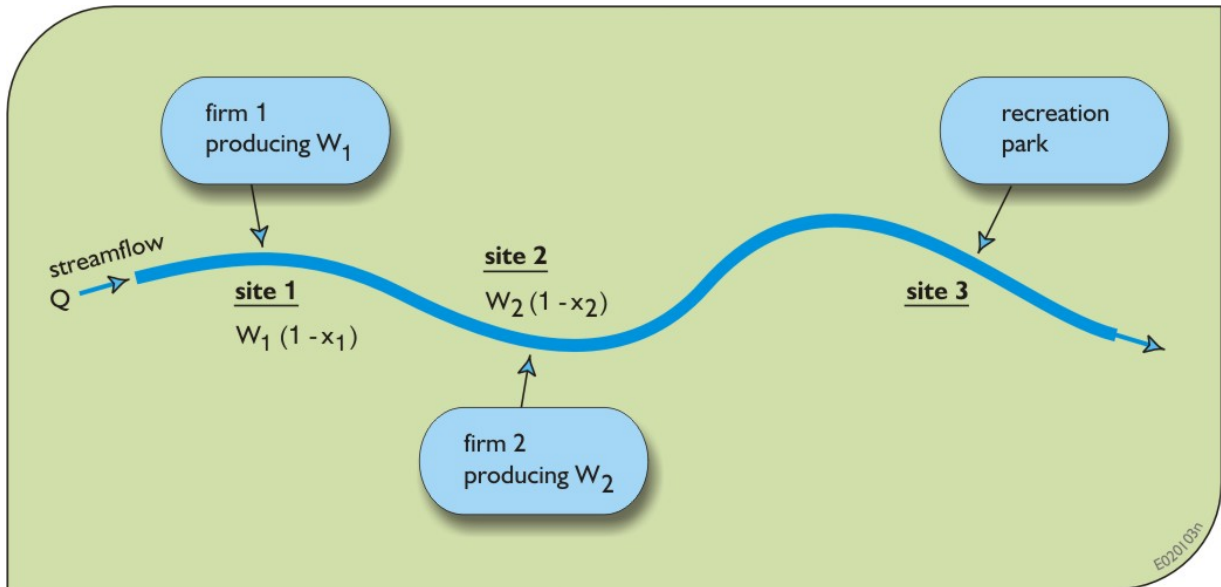 firm 1
producing W₁
recreation
park
streamflow
Q
site 1
W₁ (1 - x₁)
site 2
W₂ (1 - x₂)
site 3
firm 2
producing W₂
E020103n